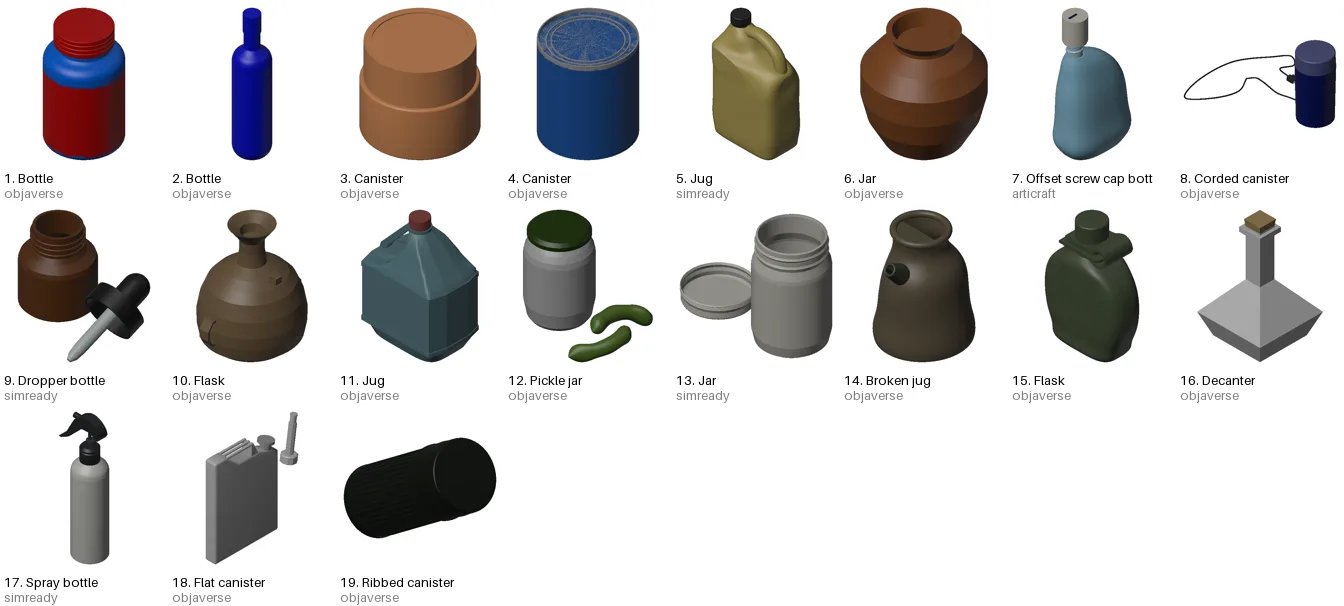 1. Bottle
objaverse
2. Bottle
objaverse
3. Canister
objaverse
4. Canister
objaverse
5. Jug
simready
6. Jar
objaverse
7. Offset screw cap bott
articraft
8. Corded canister
objaverse
9. Dropper bottle
simready
10. Flask
objaverse
11. Jug
objaverse
12. Pickle jar
objaverse
13. Jar
simready
14. Broken jug
objaverse
15. Flask
objaverse
16. Decanter
objaverse
17. Spray bottle
simready
18. Flat canister
objaverse
19. Ribbed canister
objaverse